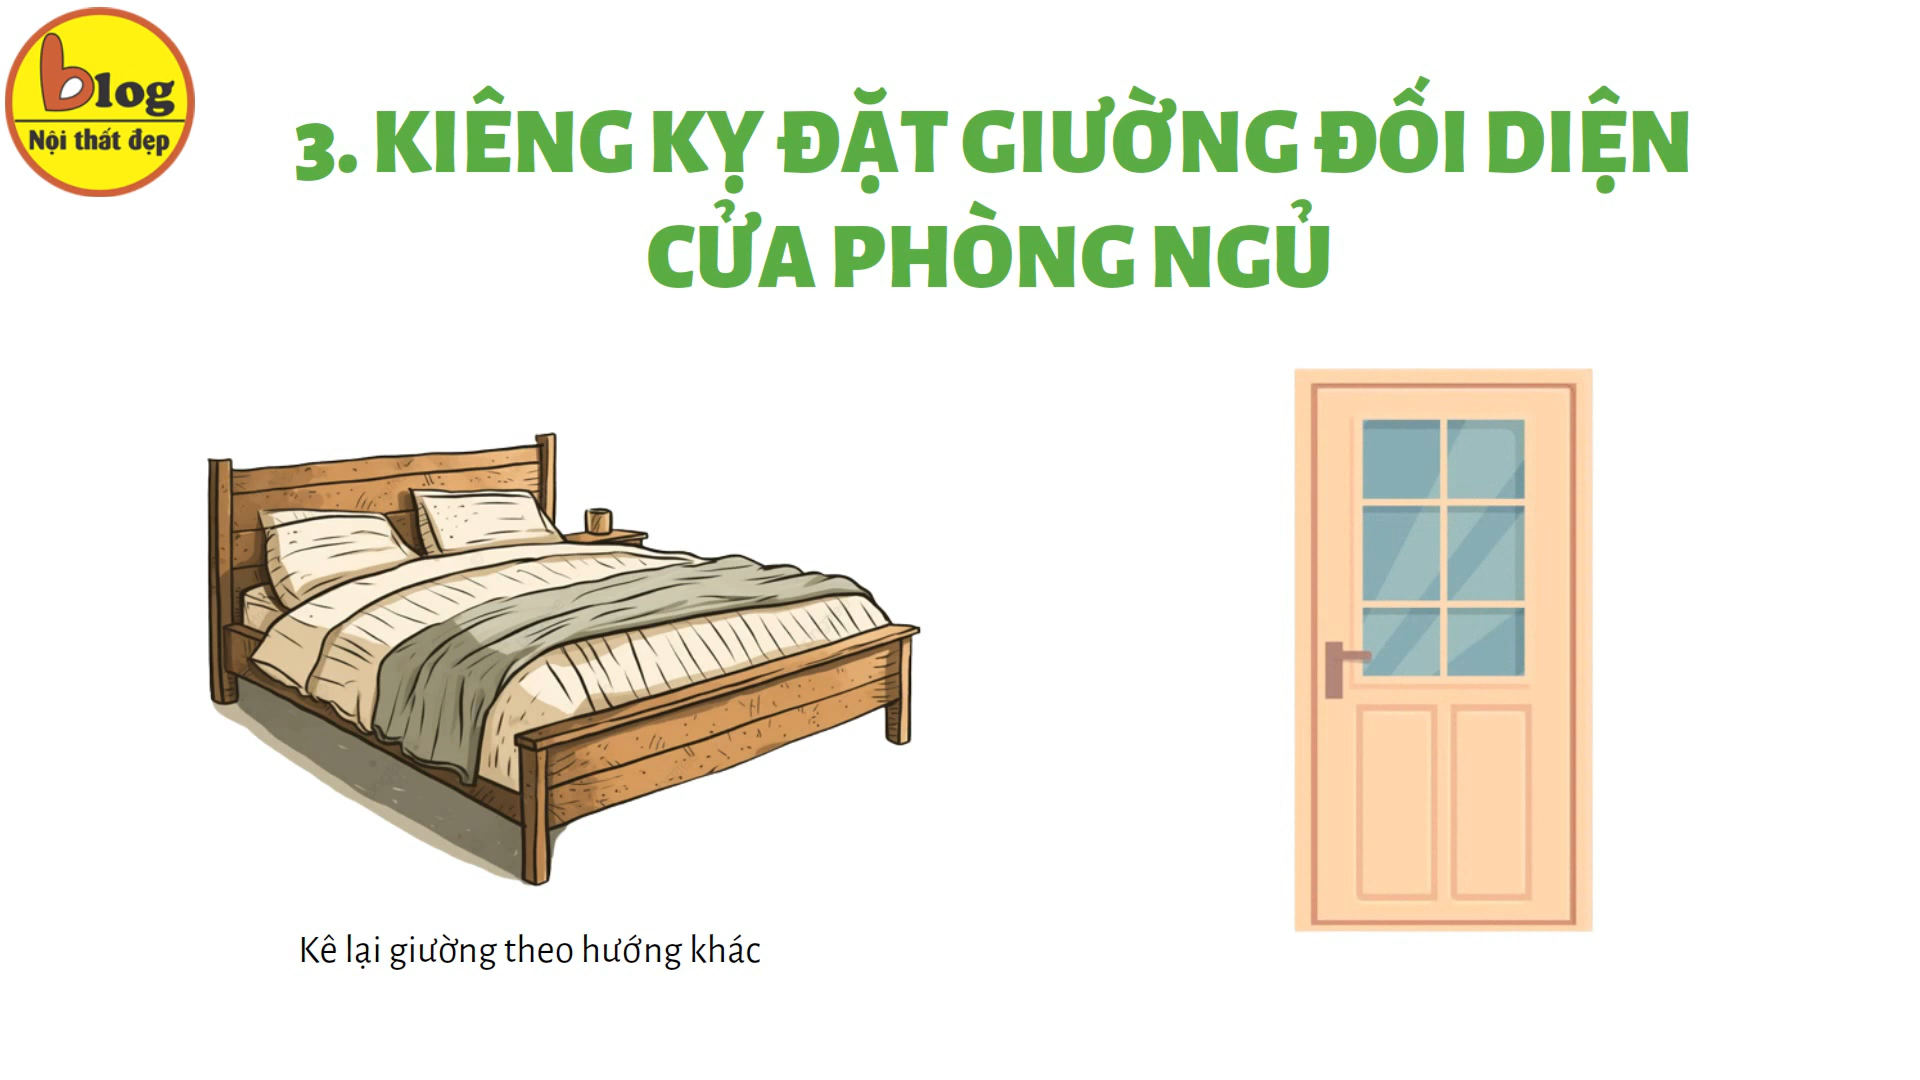 blog
Nội thất đẹp
3. KIÊNG KỴ ĐẶT GIƯỜNG ĐỐI DIỆN
CỬA PHÒNG NGỦ
Kê lại giường theo hướng khác